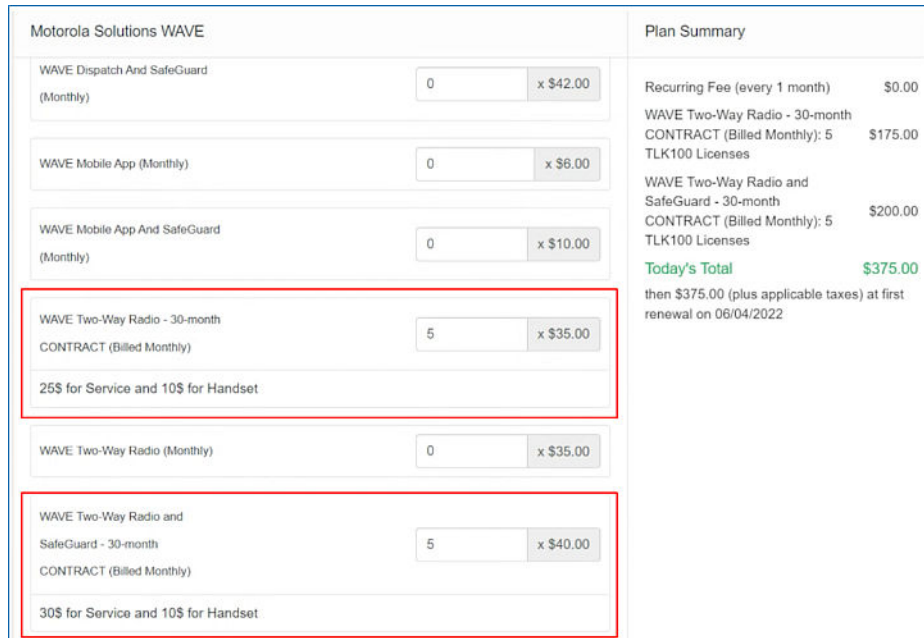 Motorola Solutions WAVE
WAVE Dispatch And SafeGuard
(Monthly)
0
x $42.00
WAVE Mobile App (Monthly)
0
x $6.00
WAVE Mobile App And SafeGuard
(Monthly)
0
x $10.00
WAVE Two-Way Radio - 30-month
CONTRACT (Billed Monthly)
5
x $35.00
25$ for Service and 10$ for Handset
WAVE Two-Way Radio (Monthly)
0
x $35.00
WAVE Two-Way Radio and
SafeGuard - 30-month
CONTRACT (Billed Monthly)
5
x $40.00
30$ for Service and 10$ for Handset
Plan Summary
Recurring Fee (every 1 month) $0.00
WAVE Two-Way Radio - 30-month
CONTRACT (Billed Monthly): 5 $175.00
TLK100 Licenses
WAVE Two-Way Radio and
SafeGuard - 30-month
CONTRACT (Billed Monthly): 5 $200.00
TLK100 Licenses
Today's Total $375.00
then $375.00 (plus applicable taxes) at first
renewal on 06/04/2022